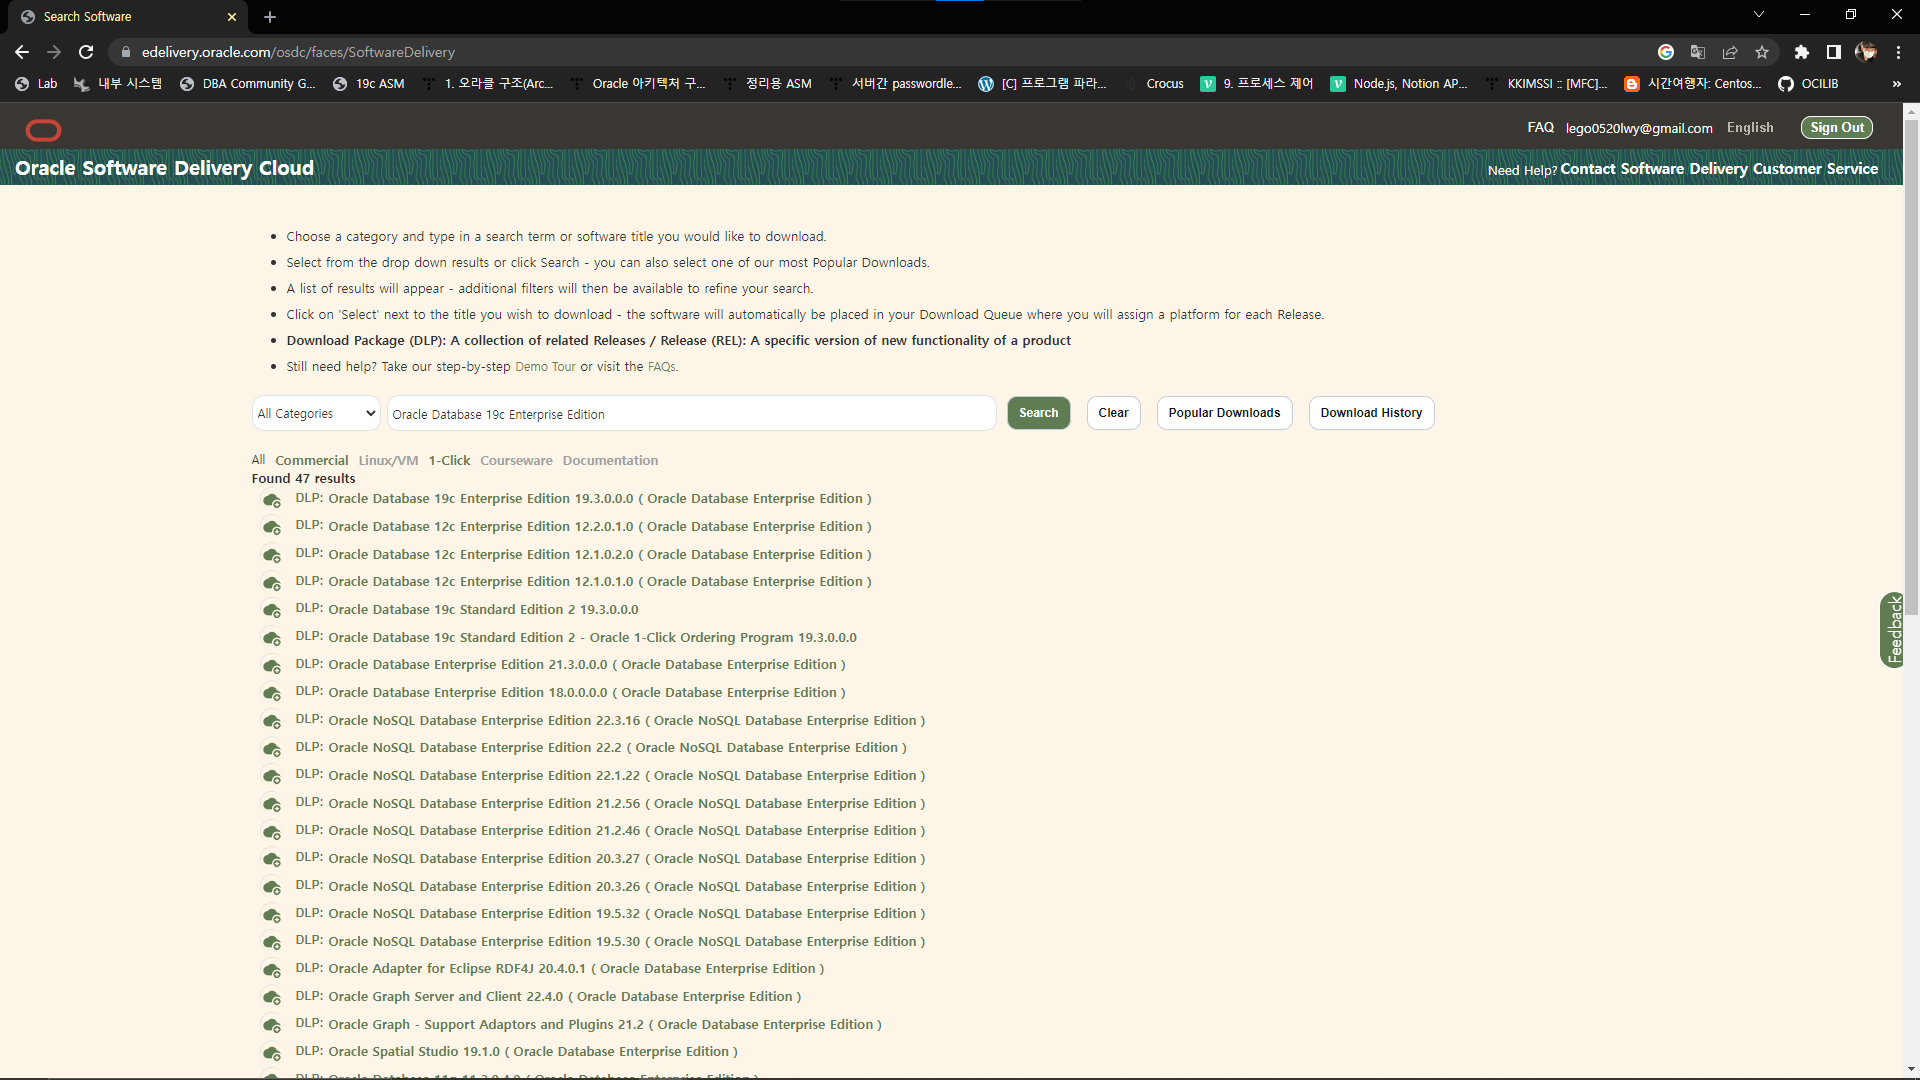 Search Software
edelivery.oracle.com/osdc/faces/SoftwareDelivery
Lab 내부 시스템 DBA Community G... 19c ASM 1. 오라클 구조(Arc... Oracle 아키텍처 구... 정리용 ASM 서버간 passwordle... [C] 프로그램 파라... Crocus 9. 프로세스 제어 Node.js, Notion AP... KKIMSSI :: [MFC]... 시간여행자: Centos... OCILIB »
FAQ lego0520lwy@gmail.com English Sign Out
Oracle Software Delivery Cloud Need Help? Contact Software Delivery Customer Service
• Choose a category and type in a search term or software title you would like to download.
• Select from the drop down results or click Search - you can also select one of our most Popular Downloads.
• A list of results will appear - additional filters will then be available to refine your search.
• Click on 'Select' next to the title you wish to download - the software will automatically be placed in your Download Queue where you will assign a platform for each Release.
• Download Package (DLP): A collection of related Releases / Release (REL): A specific version of new functionality of a product
• Still need help? Take our step-by-step Demo Tour or visit the FAQs.
All Categories Oracle Database 19c Enterprise Edition Search Clear Popular Downloads Download History
All Commercial Linux/VM 1-Click Courseware Documentation
Found 47 results
DLP: Oracle Database 19c Enterprise Edition 19.3.0.0.0 ( Oracle Database Enterprise Edition )
DLP: Oracle Database 12c Enterprise Edition 12.2.0.1.0 ( Oracle Database Enterprise Edition )
DLP: Oracle Database 12c Enterprise Edition 12.1.0.2.0 ( Oracle Database Enterprise Edition )
DLP: Oracle Database 12c Enterprise Edition 12.1.0.1.0 ( Oracle Database Enterprise Edition )
DLP: Oracle Database 19c Standard Edition 2 19.3.0.0.0
DLP: Oracle Database 19c Standard Edition 2 - Oracle 1-Click Ordering Program 19.3.0.0.0
DLP: Oracle Database Enterprise Edition 21.3.0.0.0 ( Oracle Database Enterprise Edition )
DLP: Oracle Database Enterprise Edition 18.0.0.0.0 ( Oracle Database Enterprise Edition )
DLP: Oracle NoSQL Database Enterprise Edition 22.3.16 ( Oracle NoSQL Database Enterprise Edition )
DLP: Oracle NoSQL Database Enterprise Edition 22.2 ( Oracle NoSQL Database Enterprise Edition )
DLP: Oracle NoSQL Database Enterprise Edition 22.1.22 ( Oracle NoSQL Database Enterprise Edition )
DLP: Oracle NoSQL Database Enterprise Edition 21.2.56 ( Oracle NoSQL Database Enterprise Edition )
DLP: Oracle NoSQL Database Enterprise Edition 21.2.46 ( Oracle NoSQL Database Enterprise Edition )
DLP: Oracle NoSQL Database Enterprise Edition 20.3.27 ( Oracle NoSQL Database Enterprise Edition )
DLP: Oracle NoSQL Database Enterprise Edition 20.3.26 ( Oracle NoSQL Database Enterprise Edition )
DLP: Oracle NoSQL Database Enterprise Edition 19.5.32 ( Oracle NoSQL Database Enterprise Edition )
DLP: Oracle NoSQL Database Enterprise Edition 19.5.30 ( Oracle NoSQL Database Enterprise Edition )
DLP: Oracle Adapter for Eclipse RDF4J 20.4.0.1 ( Oracle Database Enterprise Edition )
DLP: Oracle Graph Server and Client 22.4.0 ( Oracle Database Enterprise Edition )
DLP: Oracle Graph - Support Adaptors and Plugins 21.2 ( Oracle Database Enterprise Edition )
DLP: Oracle Spatial Studio 19.1.0 ( Oracle Database Enterprise Edition )
Feedback